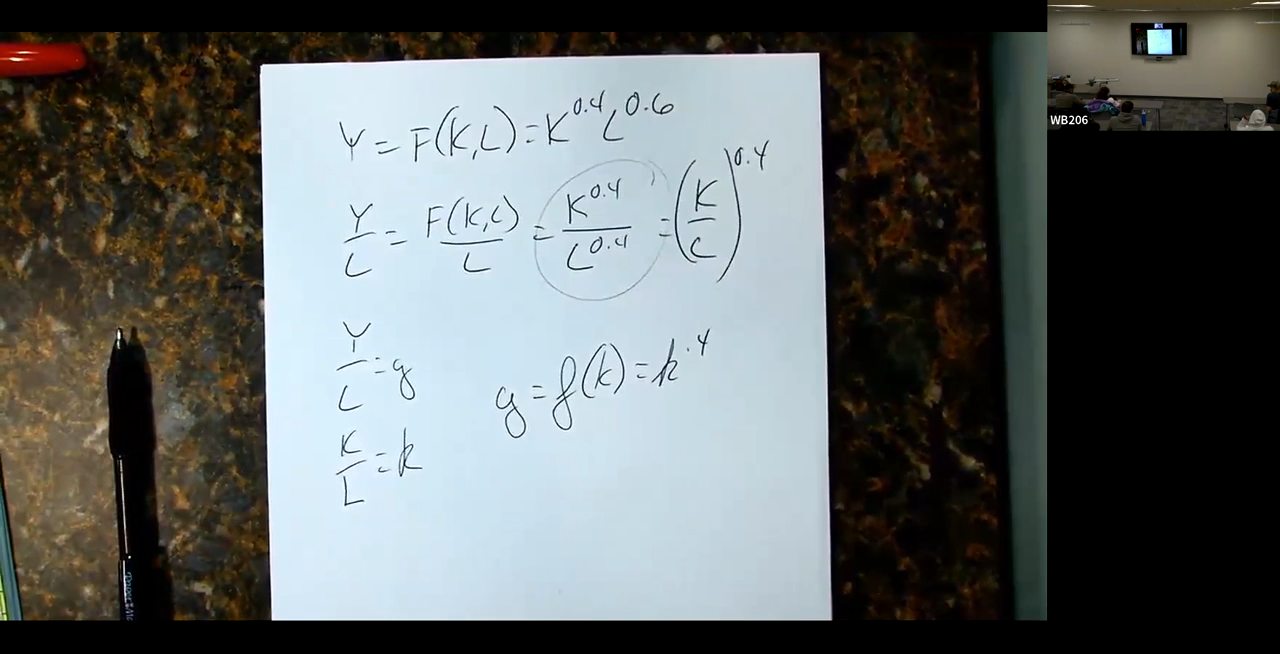 Y = F(K,L) = K^0.4 L^0.6
Y/L = F(K,L)/L = K^0.4/L^0.4 = (K/L)^0.4
Y/L = y
y = f(k) = k^.4
K/L = k
WB206